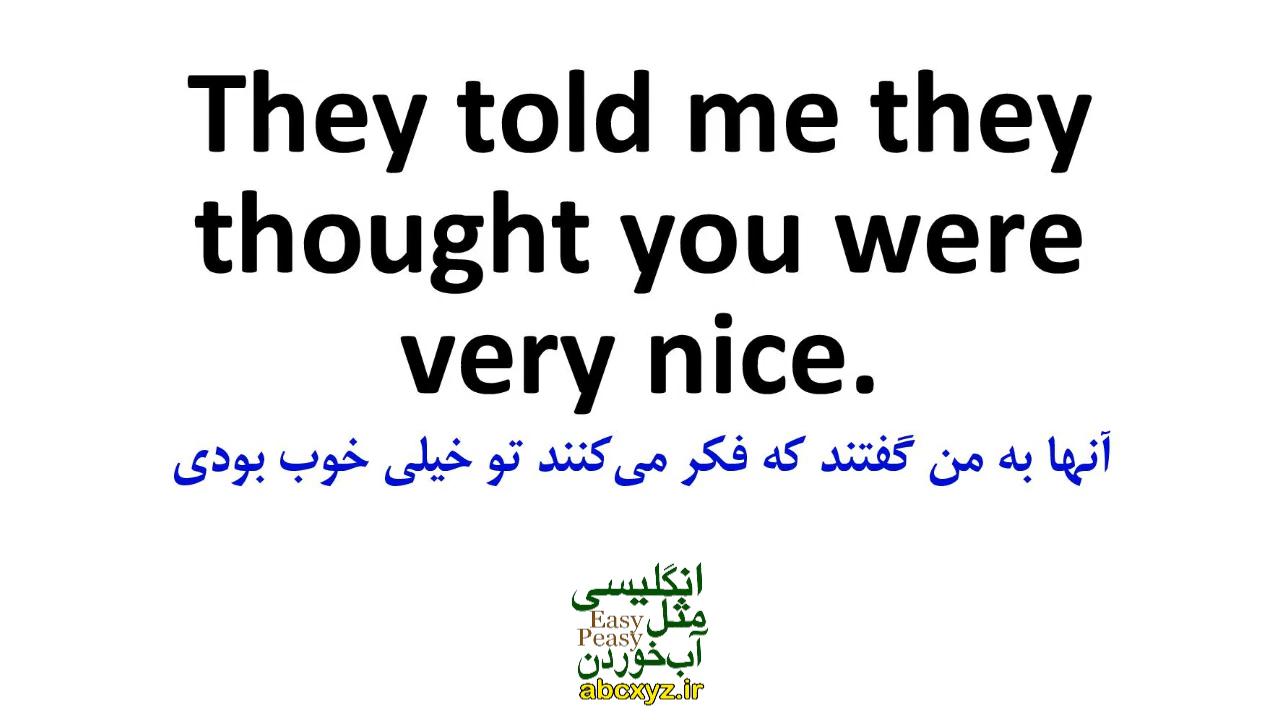 They told me they
thought you were
very nice.
آنها به من گفتند که فکر می‌کنند تو خیلی خوب بودی
انگلیسی
مثل
Easy
Peasy
آب‌خوردن
abcxyz.ir